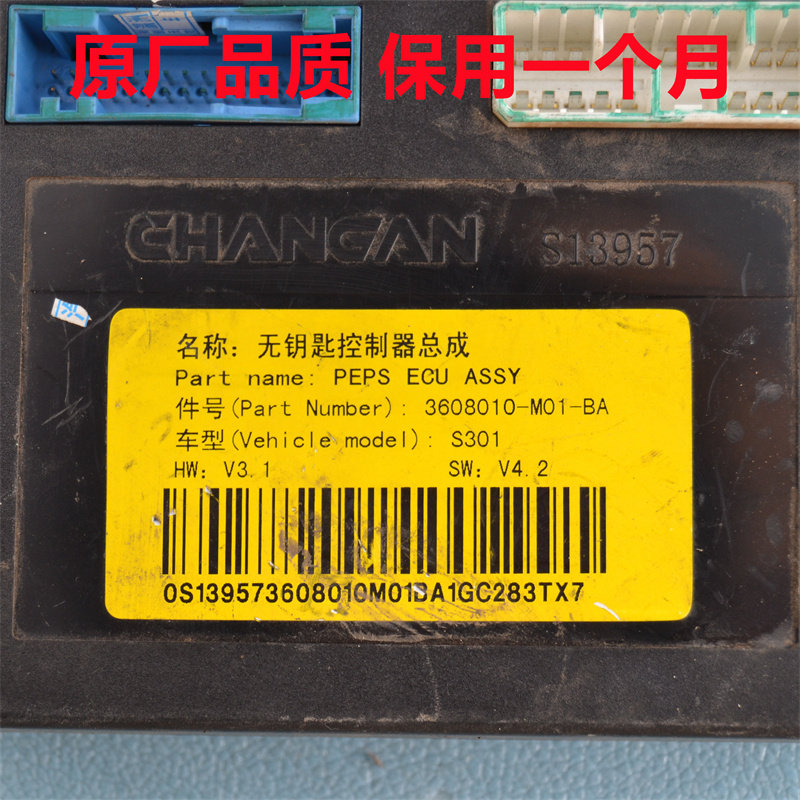 原厂品质 保用一个月
CHANGAN S13957
名称：无钥匙控制器总成
Part name: PEPS ECU ASSY
件号(Part Number): 3608010-M01-BA
车型(Vehicle model): S301
HW: V3.1 SW: V4.2
0S139573608010M01BA1GC283TX7